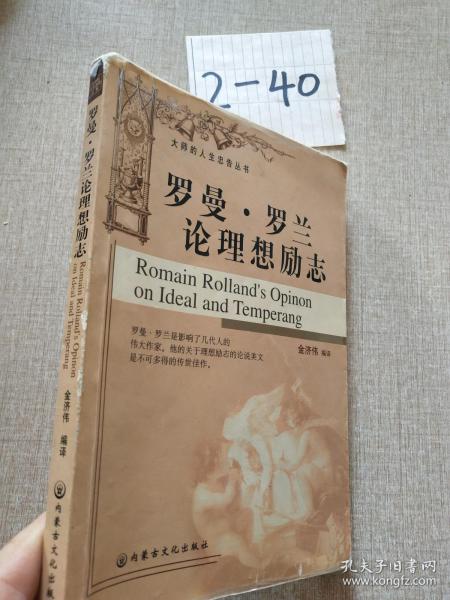 2-40
大师的人生忠告丛书
罗曼·罗兰
论理想励志
Romain Rolland's Opinon
on Ideal and Temperang
罗曼·罗兰是影响了几代人的
伟大作家,他的关于理想励志的论说美文
是不可多得的传世佳作。
金济伟 编译
内蒙古文化出版社
罗曼·罗兰论理想励志
Romain Rolland's Opinon
on Ideal and Temperang
金济伟 编译
内蒙古文化出版社
孔夫子旧书网
www.kongfz.com